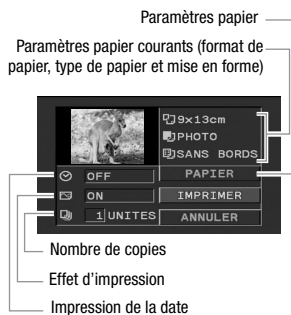 Paramètres papier
Paramètres papier courants (format de
papier, type de papier et mise en forme)
9x13cm
PHOTO
SANS BORDS
OFF
PAPIER
ON
IMPRIMER
1 UNITES
ANNULER
Nombre de copies
Effet d'impression
Impression de la date